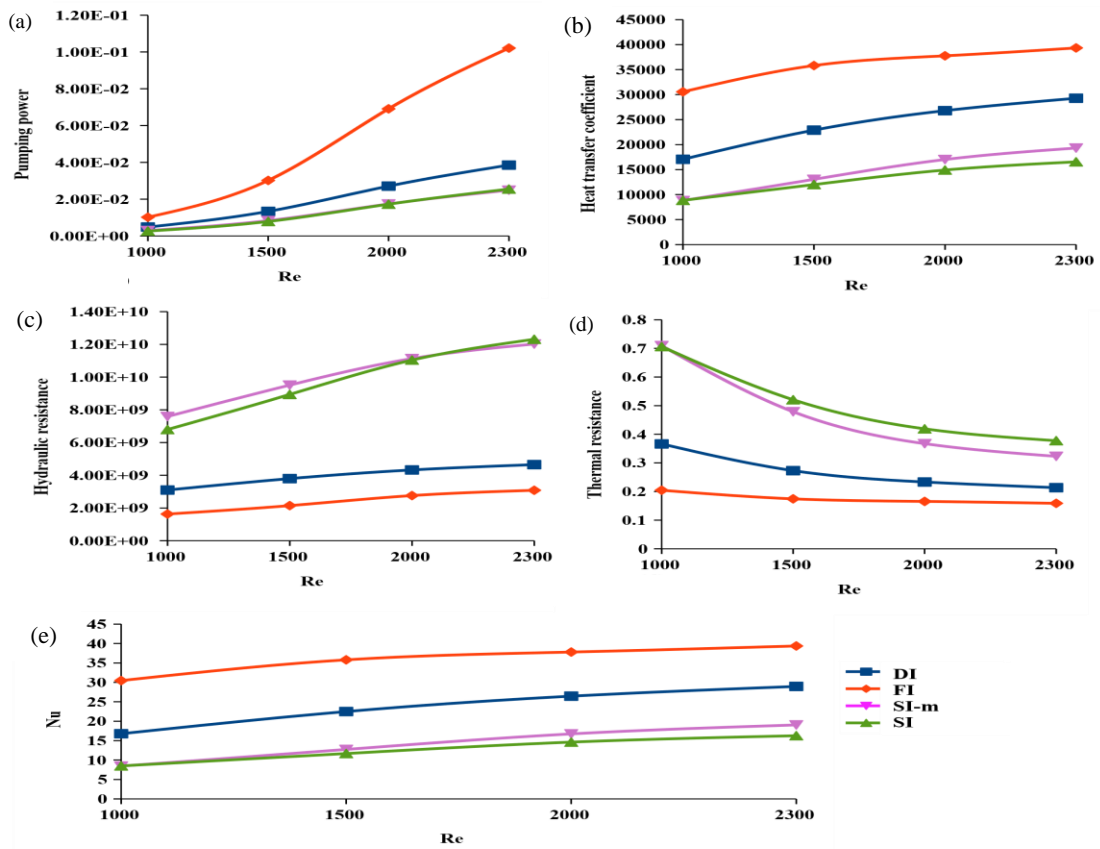 (a)
1.20E-01
1.00E-01
8.00E-02
6.00E-02
4.00E-02
2.00E-02
0.00E+00
Pumping power
1000 1500 2000 2300
Re
(b)
45000
40000
35000
30000
25000
20000
15000
10000
5000
0
Heat transfer coefficient
1000 1500 2000 2300
Re
(c)
1.40E+10
1.20E+10
1.00E+10
8.00E+09
6.00E+09
4.00E+09
2.00E+09
0.00E+00
Hydraulic resistance
1000 1500 2000 2300
Re
(d)
0.8
0.7
0.6
0.5
0.4
0.3
0.2
0.1
0
Thermal resistance
1000 1500 2000 2300
Re
(e)
45
40
35
30
25
20
15
10
5
0
Nu
1000 1500 2000 2300
Re
DI
FI
SI-m
SI